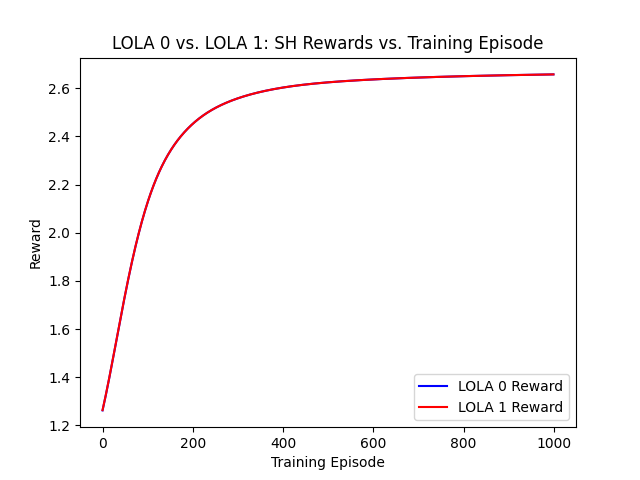 LOLA 0 vs. LOLA 1: SH Rewards vs. Training Episode
2.6
2.4
2.2
2.0
1.8
1.6
1.4
1.2
Reward
LOLA 0 Reward
LOLA 1 Reward
0 200 400 600 800 1000
Training Episode